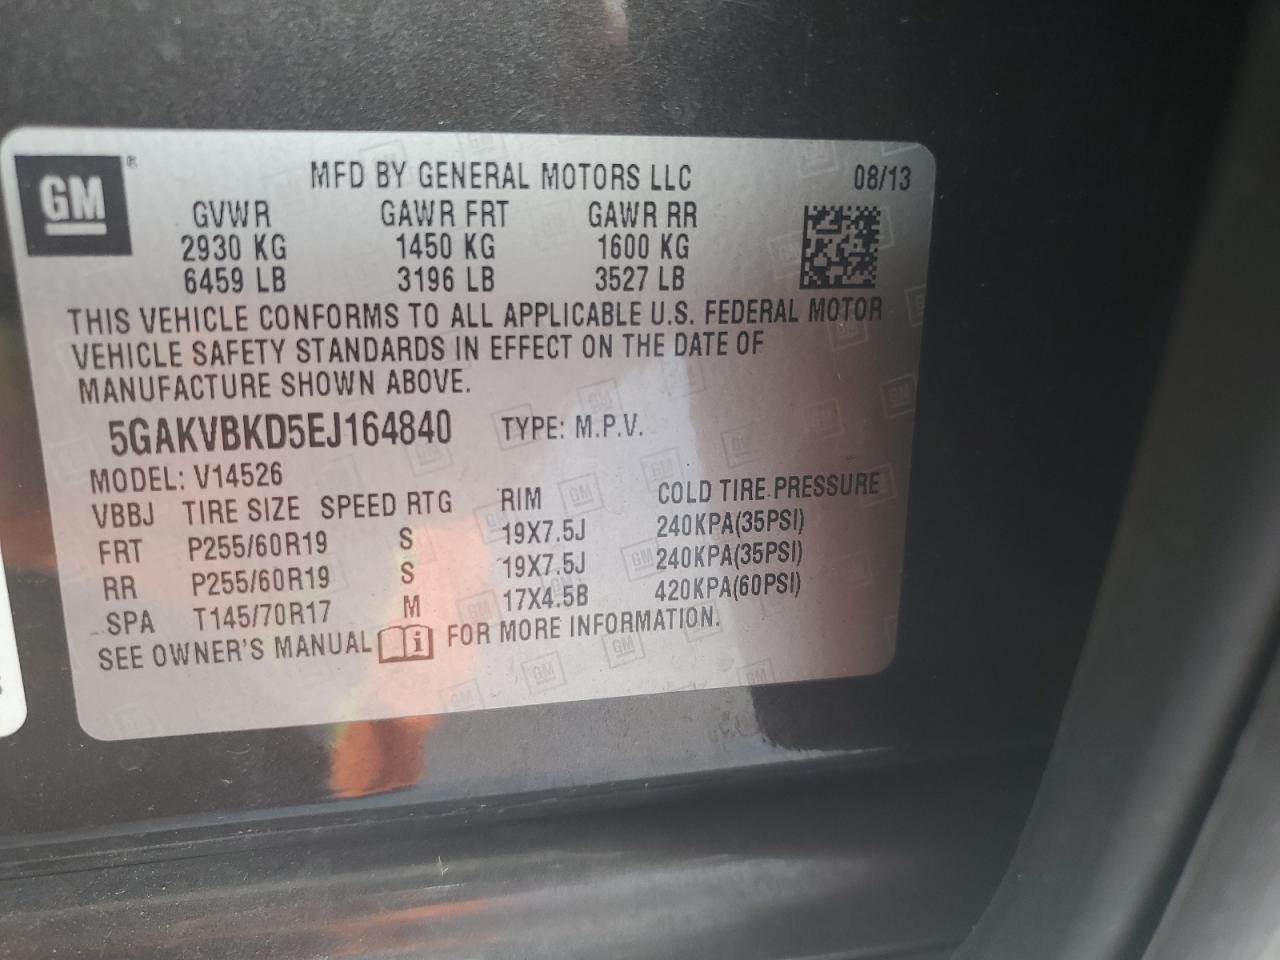 GM®
MFD BY GENERAL MOTORS LLC 08/13
GVWR GAWR FRT GAWR RR
2930 KG 1450 KG 1600 KG
6459 LB 3196 LB 3527 LB
THIS VEHICLE CONFORMS TO ALL APPLICABLE U.S. FEDERAL MOTOR
VEHICLE SAFETY STANDARDS IN EFFECT ON THE DATE OF
MANUFACTURE SHOWN ABOVE.
5GAKVBKD5EJ164840 TYPE: M.P.V.
MODEL: V14526
VBBJ TIRE SIZE SPEED RTG RIM COLD TIRE PRESSURE
FRT P255/60R19 S 19X7.5J 240KPA(35PSI)
RR P255/60R19 S 19X7.5J 240KPA(35PSI)
SPA T145/70R17 M 17X4.5B 420KPA(60PSI)
SEE OWNER'S MANUAL i FOR MORE INFORMATION.